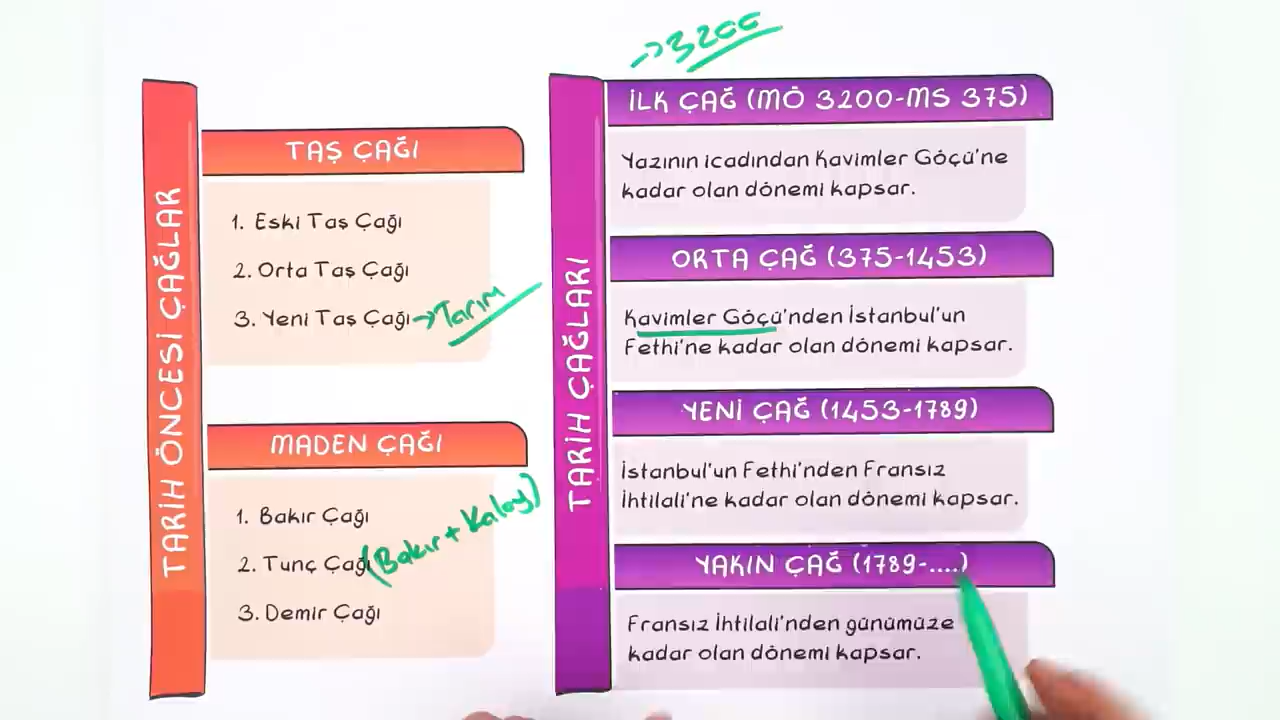 TARİH ÖNCESİ ÇAĞLAR
TAŞ ÇAĞI
1. Eski Taş Çağı
2. Orta Taş Çağı
3. Yeni Taş Çağı → Tarım
MADEN ÇAĞI
1. Bakır Çağı
2. Tunç Çağı (Bakır + Kalay)
3. Demir Çağı
TARİH ÇAĞLARI
→ 3200
İLK ÇAĞ (MÖ 3200-MS 375)
Yazının icadından Kavimler Göçü'ne
kadar olan dönemi kapsar.
ORTA ÇAĞ (375-1453)
Kavimler Göçü'nden İstanbul'un
Fethi'ne kadar olan dönemi kapsar.
YENİ ÇAĞ (1453-1789)
İstanbul'un Fethi'nden Fransız
İhtilali'ne kadar olan dönemi kapsar.
YAKIN ÇAĞ (1789-....)
Fransız İhtilali'nden günümüze
kadar olan dönemi kapsar.